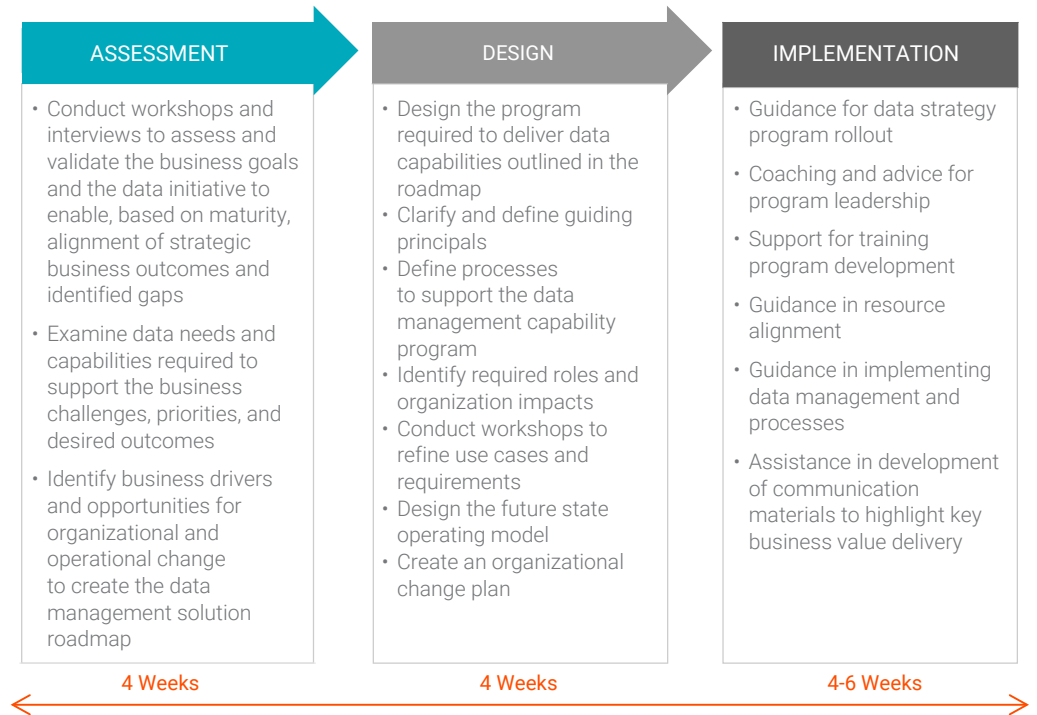 ASSESSMENT
• Conduct workshops and
interviews to assess and
validate the business goals
and the data initiative to
enable, based on maturity,
alignment of strategic
business outcomes and
identified gaps
• Examine data needs and
capabilities required to
support the business
challenges, priorities, and
desired outcomes
• Identify business drivers
and opportunities for
organizational and
operational change
to create the data
management solution
roadmap
4 Weeks
DESIGN
• Design the program
required to deliver data
capabilities outlined in the
roadmap
• Clarify and define guiding
principals
• Define processes
to support the data
management capability
program
• Identify required roles and
organization impacts
• Conduct workshops to
refine use cases and
requirements
• Design the future state
operating model
• Create an organizational
change plan
4 Weeks
IMPLEMENTATION
• Guidance for data strategy
program rollout
• Coaching and advice for
program leadership
• Support for training
program development
• Guidance in resource
alignment
• Guidance in implementing
data management and
processes
• Assistance in development
of communication
materials to highlight key
business value delivery
4-6 Weeks